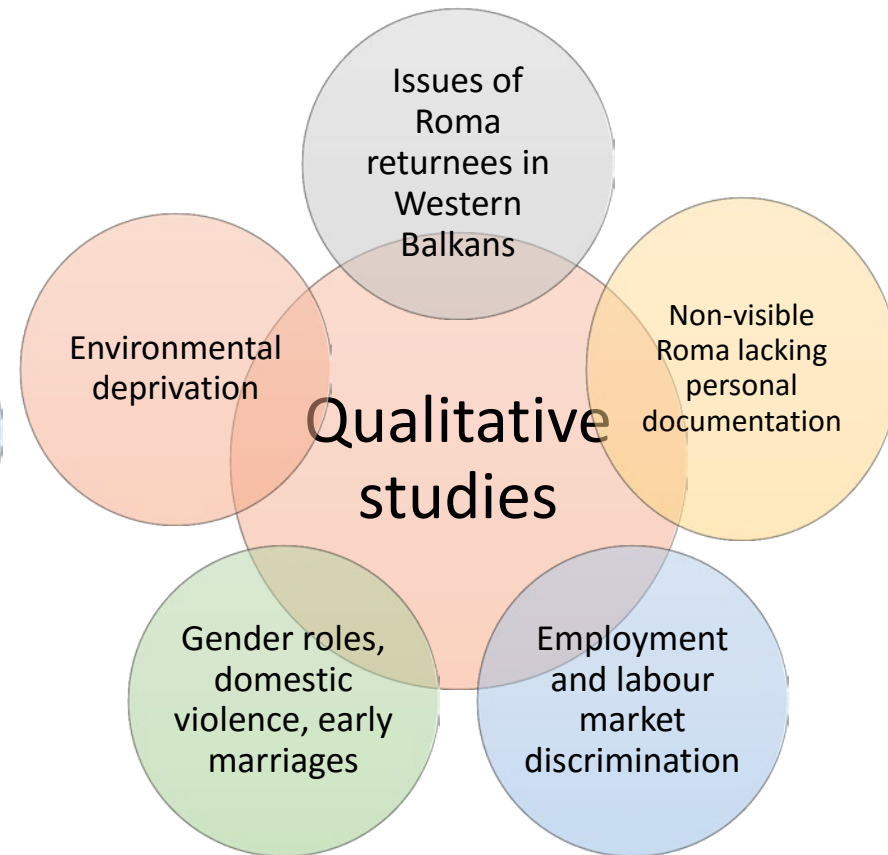 Issues of
Roma
returnees in
Western
Balkans
Non-visible
Roma lacking
personal
documentation
Environmental
deprivation
Qualitative
studies
Gender roles,
domestic
violence, early
marriages
Employment
and labour
market
discrimination